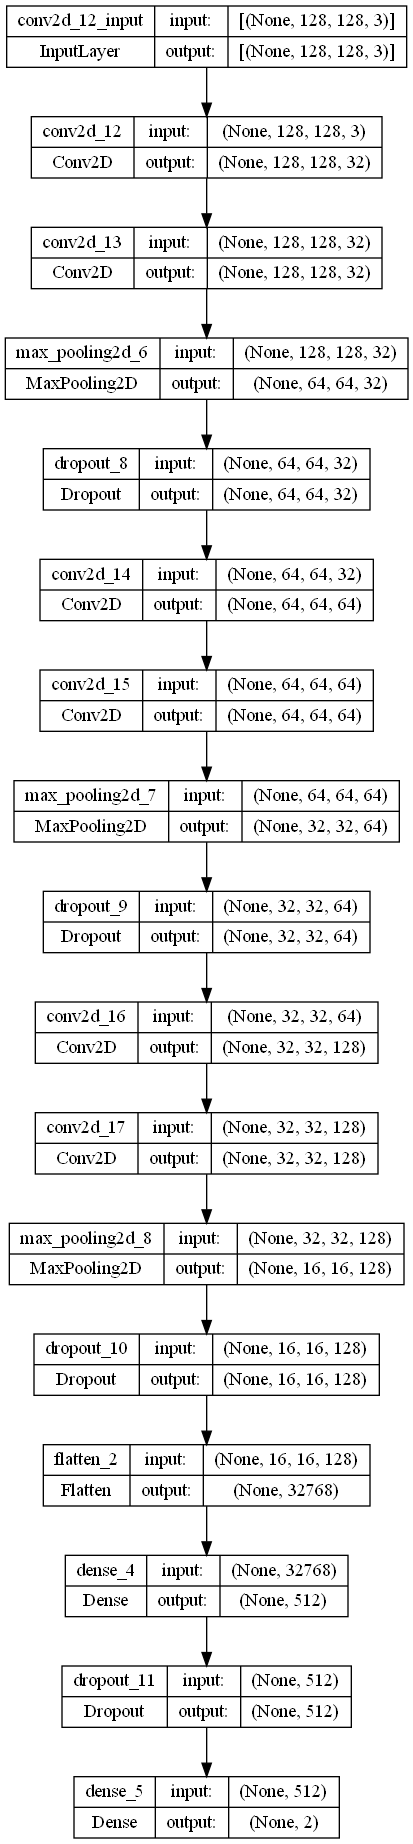 conv2d_12_input input: [(None, 128, 128, 3)]
InputLayer output: [(None, 128, 128, 3)]
conv2d_12 input: (None, 128, 128, 3)
Conv2D output: (None, 128, 128, 32)
conv2d_13 input: (None, 128, 128, 32)
Conv2D output: (None, 128, 128, 32)
max_pooling2d_6 input: (None, 128, 128, 32)
MaxPooling2D output: (None, 64, 64, 32)
dropout_8 input: (None, 64, 64, 32)
Dropout output: (None, 64, 64, 32)
conv2d_14 input: (None, 64, 64, 32)
Conv2D output: (None, 64, 64, 64)
conv2d_15 input: (None, 64, 64, 64)
Conv2D output: (None, 64, 64, 64)
max_pooling2d_7 input: (None, 64, 64, 64)
MaxPooling2D output: (None, 32, 32, 64)
dropout_9 input: (None, 32, 32, 64)
Dropout output: (None, 32, 32, 64)
conv2d_16 input: (None, 32, 32, 64)
Conv2D output: (None, 32, 32, 128)
conv2d_17 input: (None, 32, 32, 128)
Conv2D output: (None, 32, 32, 128)
max_pooling2d_8 input: (None, 32, 32, 128)
MaxPooling2D output: (None, 16, 16, 128)
dropout_10 input: (None, 16, 16, 128)
Dropout output: (None, 16, 16, 128)
flatten_2 input: (None, 16, 16, 128)
Flatten output: (None, 32768)
dense_4 input: (None, 32768)
Dense output: (None, 512)
dropout_11 input: (None, 512)
Dropout output: (None, 512)
dense_5 input: (None, 512)
Dense output: (None, 2)